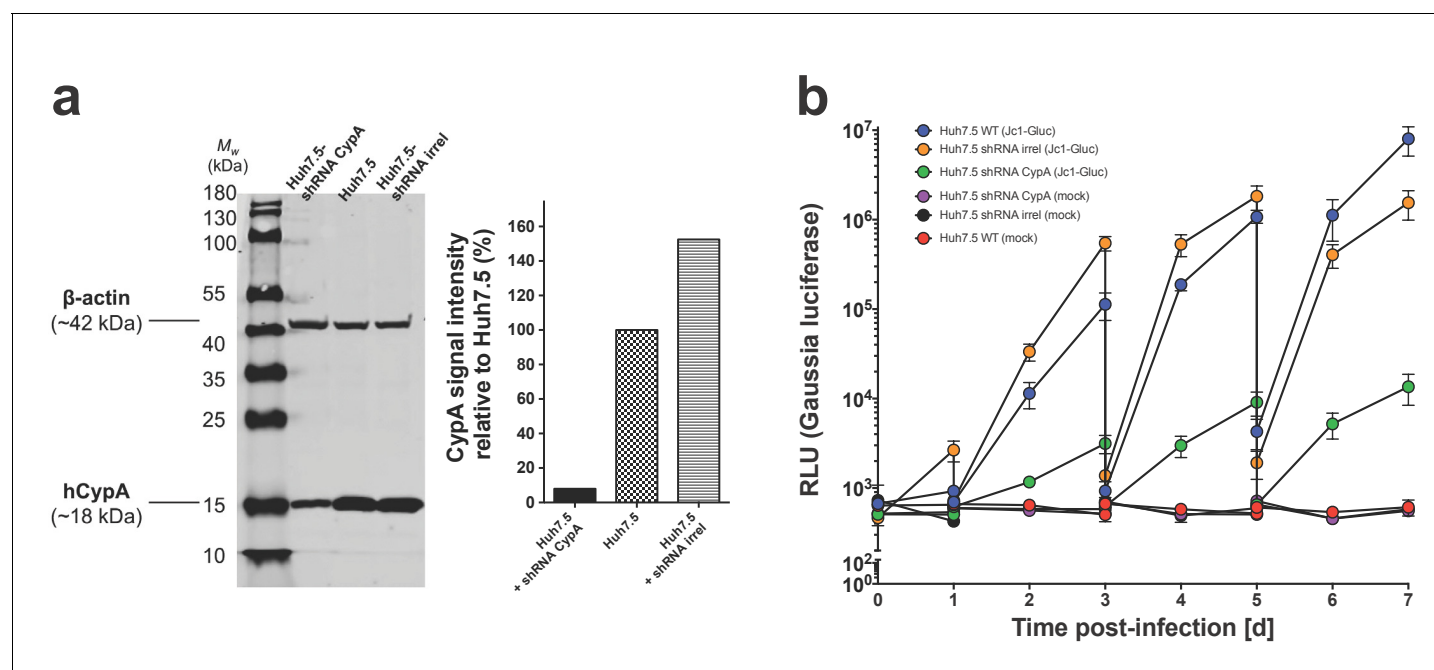 a
Mw
(kDa)
Huh7.5-
shRNA CypA
Huh7.5
Huh7.5-
shRNA irrel
180
130
100
55
40
35
25
15
10
β-actin
(~42 kDa)
hCypA
(~18 kDa)
CypA signal intensity
relative to Huh7.5 (%)
160
140
120
100
80
60
40
20
0
Huh7.5
+ shRNA CypA
Huh7.5
Huh7.5
+ shRNA irrel
b
Huh7.5 WT (Jc1-Gluc)
Huh7.5 shRNA irrel (Jc1-Gluc)
Huh7.5 shRNA CypA (Jc1-Gluc)
Huh7.5 shRNA CypA (mock)
Huh7.5 shRNA irrel (mock)
Huh7.5 WT (mock)
RLU (Gaussia luciferase)
10⁷
10⁶
10⁵
10⁴
10³
10²
10⁰
0 1 2 3 4 5 6 7
Time post-infection [d]